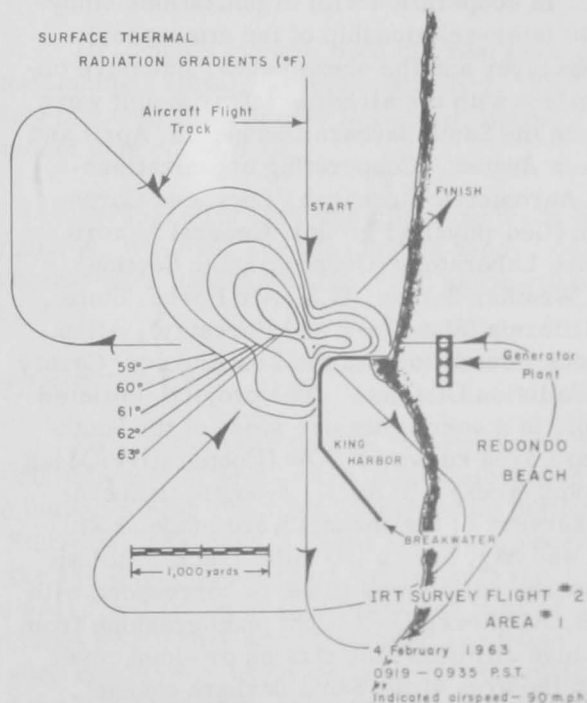 SURFACE THERMAL
RADIATION GRADIENTS (°F)
Aircraft Flight
Track
START
FINISH
59°
60°
61°
62°
63°
Generator
Plant
KING
HARBOR
REDONDO
BEACH
BREAKWATER
1,000 yards
IRT SURVEY FLIGHT #2
AREA #1
4 February 1963
0919-0935 P.S.T.
Indicated airspeed-90 m.p.h.